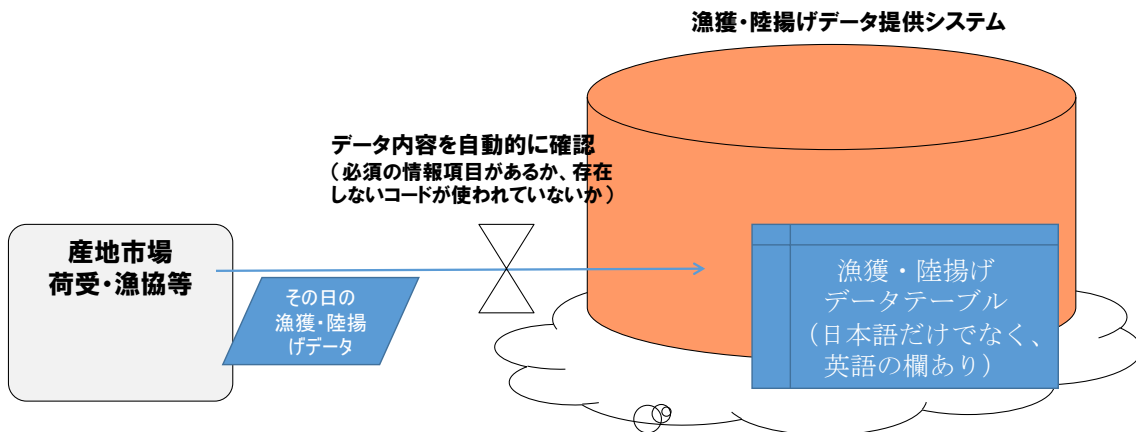 漁獲・陸揚げデータ提供システム
データ内容を自動的に確認
（必須の情報項目があるか、存在
しないコードが使われていないか）
産地市場
荷受・漁協等
その日の
漁獲・陸揚
げデータ
漁獲・陸揚げ
データテーブル
（日本語だけでなく、
英語の欄あり）